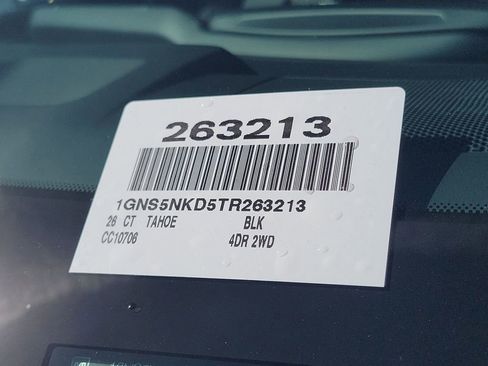 263213
1GNS5NKD5TR263213
26 CT TAHOE BLK
CC10706 4DR 2WD